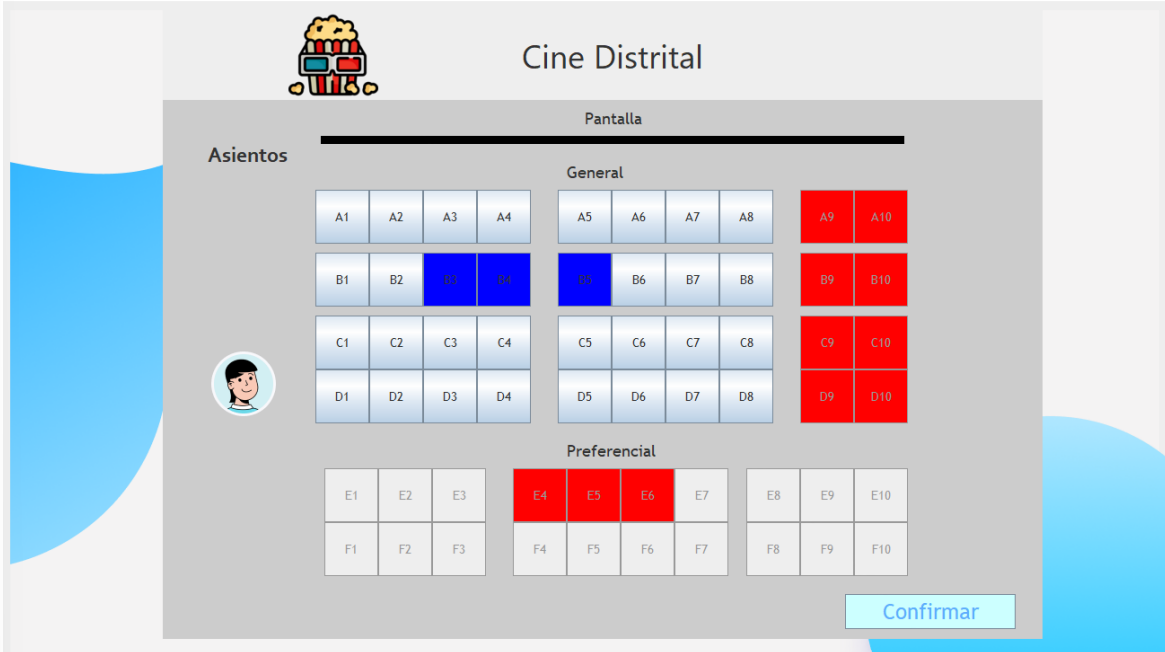 Cine Distrital
Pantalla
Asientos
General
A1 A2 A3 A4 A5 A6 A7 A8 A9 A10
B1 B2 B3 B4 B5 B6 B7 B8 B9 B10
C1 C2 C3 C4 C5 C6 C7 C8 C9 C10
D1 D2 D3 D4 D5 D6 D7 D8 D9 D10
Preferencial
E1 E2 E3 E4 E5 E6 E7 E8 E9 E10
F1 F2 F3 F4 F5 F6 F7 F8 F9 F10
Confirmar